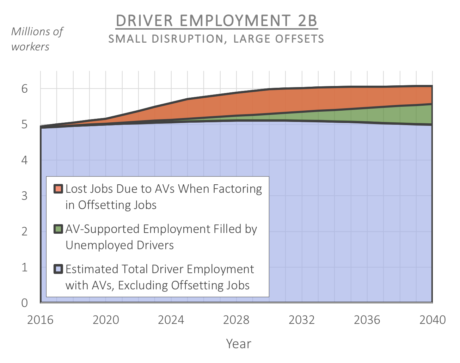 DRIVER EMPLOYMENT 2B
SMALL DISRUPTION, LARGE OFFSETS
Millions of
workers
6
5
4
3
2
1
0
Lost Jobs Due to AVs When Factoring
in Offsetting Jobs
AV-Supported Employment Filled by
Unemployed Drivers
Estimated Total Driver Employment
with AVs, Excluding Offsetting Jobs
2016 2020 2024 2028 2032 2036 2040
Year